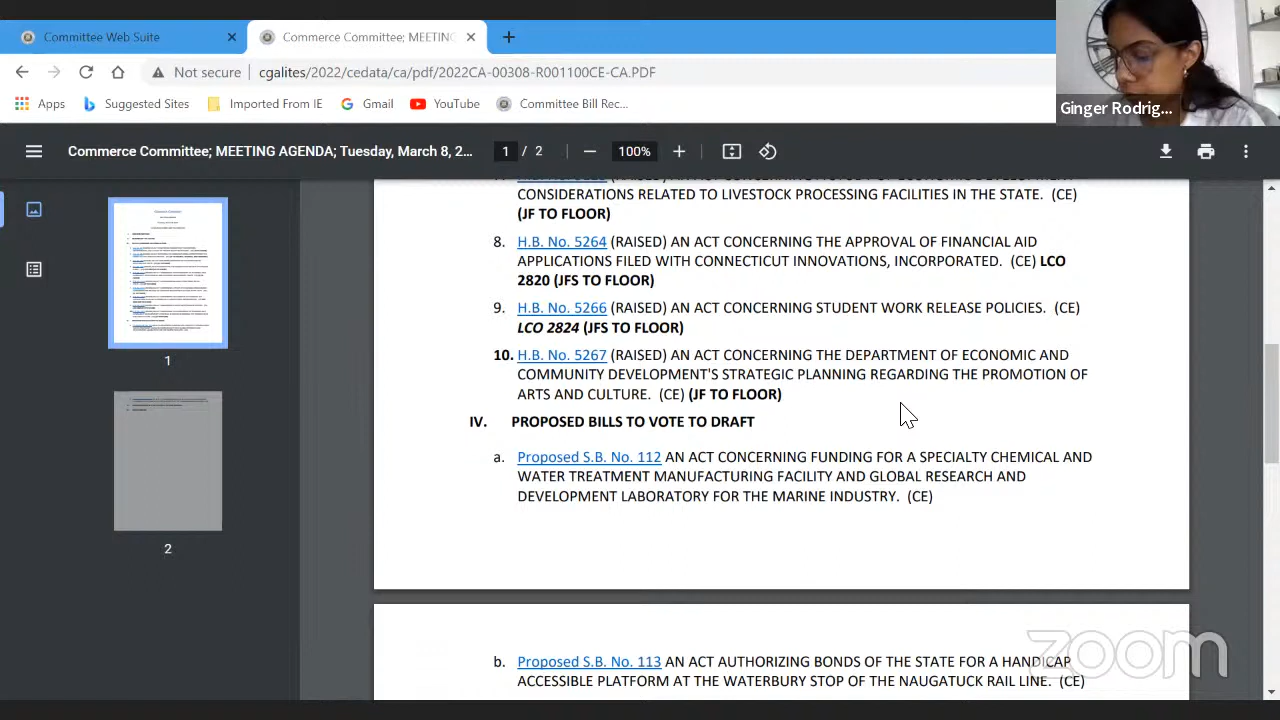 Committee Web Suite
Commerce Committee; MEETING
Not secure
cgalites/2022/cedata/ca/pdf/2022CA-00308-R001100CE-CA.PDF
Apps
Suggested Sites
Imported From IE
Gmail
YouTube
Committee Bill Rec...
Ginger Rodrig...
Commerce Committee; MEETING AGENDA; Tuesday, March 8, 2...
1 / 2
100%
1
2
CONSIDERATIONS RELATED TO LIVESTOCK PROCESSING FACILITIES IN THE STATE. (CE)
(JF TO FLOOR)
8. H.B. No. 5264 (RAISED) AN ACT CONCERNING THE APPROVAL OF FINANCIAL AID
APPLICATIONS FILED WITH CONNECTICUT INNOVATIONS, INCORPORATED. (CE) LCO
2820 (JFS TO FLOOR)
9. H.B. No. 5266 (RAISED) AN ACT CONCERNING STUDENT WORK RELEASE POLICIES. (CE)
LCO 2824 (JFS TO FLOOR)
10. H.B. No. 5267 (RAISED) AN ACT CONCERNING THE DEPARTMENT OF ECONOMIC AND
COMMUNITY DEVELOPMENT'S STRATEGIC PLANNING REGARDING THE PROMOTION OF
ARTS AND CULTURE. (CE) (JF TO FLOOR)
IV. PROPOSED BILLS TO VOTE TO DRAFT
a. Proposed S.B. No. 112 AN ACT CONCERNING FUNDING FOR A SPECIALTY CHEMICAL AND
WATER TREATMENT MANUFACTURING FACILITY AND GLOBAL RESEARCH AND
DEVELOPMENT LABORATORY FOR THE MARINE INDUSTRY. (CE)
b. Proposed S.B. No. 113 AN ACT AUTHORIZING BONDS OF THE STATE FOR A HANDICAP
ACCESSIBLE PLATFORM AT THE WATERBURY STOP OF THE NAUGATUCK RAIL LINE. (CE)
zoom